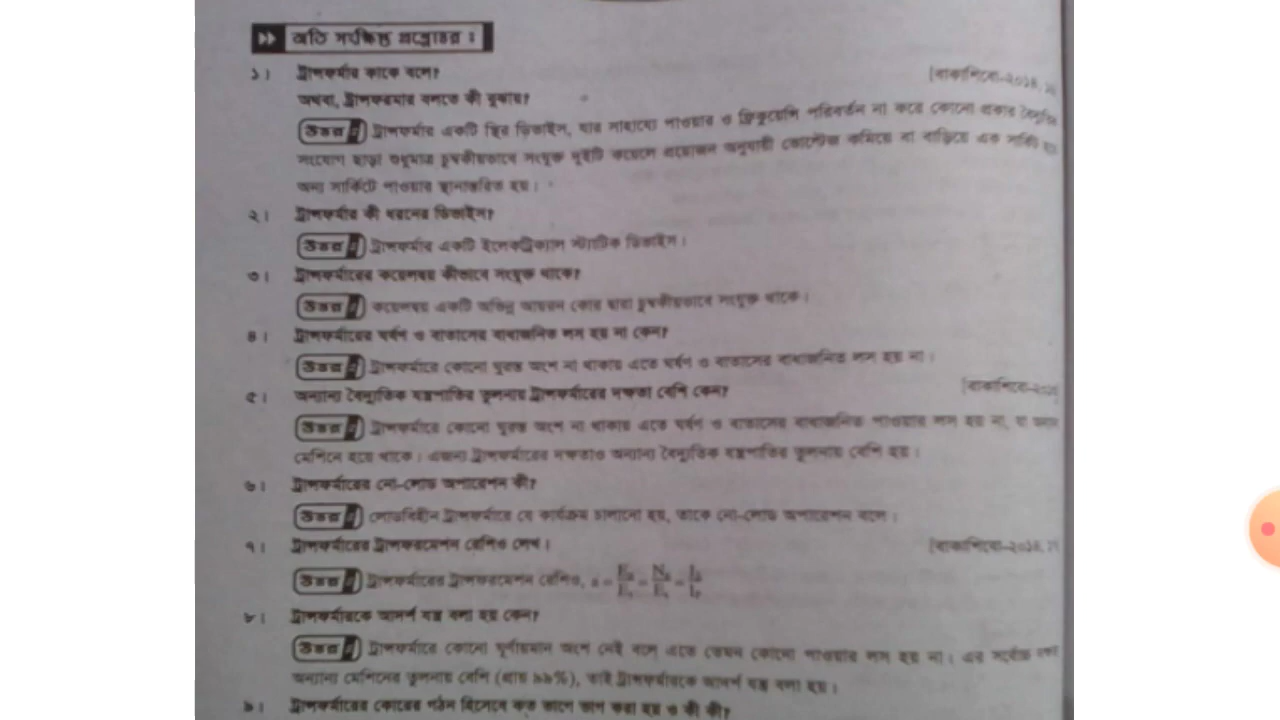 অতি সংক্ষিপ্ত প্রশ্নোত্তর :
১। ট্রান্সফর্মার কাকে বলে? [বাকাশিবো-২০১৪,
অথবা, ট্রান্সফরমার বলতে কী বুঝায়?
উত্তর ট্রান্সফর্মার একটি স্থির ডিভাইস, যার সাহায্যে পাওয়ার ও ফ্রিকুয়েন্সি পরিবর্তন না করে কোনো প্রকার বৈদ্যুতিক
সংযোগ ছাড়া শুধুমাত্র চুম্বকীয়ভাবে সংযুক্ত দুইটি কয়েলে প্রয়োজন অনুযায়ী ভোল্টেজ কমিয়ে বা বাড়িয়ে এক সার্কিট
অন্য সার্কিটে পাওয়ার স্থানান্তরিত হয়।
২। ট্রান্সফর্মার কী ধরনের ডিভাইস?
উত্তর ট্রান্সফর্মার একটি ইলেকট্রিক্যাল স্ট্যাটিক ডিভাইস।
৩। ট্রান্সফর্মারের কয়েলদ্বয় কীভাবে সংযুক্ত থাকে?
উত্তর কয়েলদ্বয় একটি অভিন্ন আয়রন কোর দ্বারা চুম্বকীয়ভাবে সংযুক্ত থাকে।
৪। ট্রান্সফর্মারের ঘর্ষণ ও বাতাসের বাধাজনিত লস হয় না কেন?
উত্তর ট্রান্সফর্মারে কোনো ঘুরন্ত অংশ না থাকায় এতে ঘর্ষণ ও বাতাসের বাধাজনিত লস হয় না।
৫। অন্যান্য বৈদ্যুতিক যন্ত্রপাতির তুলনায় ট্রান্সফর্মারের দক্ষতা বেশি কেন? [বাকাশিবো-২০
উত্তর ট্রান্সফর্মারে কোনো ঘুরন্ত অংশ না থাকায় এতে ঘর্ষণ ও বাতাসের বাধাজনিত পাওয়ার লস হয় না, যা অন্য
মেশিনে হয়ে থাকে। এজন্য ট্রান্সফর্মারের দক্ষতাও অন্যান্য বৈদ্যুতিক যন্ত্রপাতির তুলনায় বেশি হয়।
৬। ট্রান্সফর্মারের নো-লোড অপারেশন কী?
উত্তর লোডবিহীন ট্রান্সফর্মারে যে কার্যক্রম চালানো হয়, তাকে নো-লোড অপারেশন বলে।
৭। ট্রান্সফর্মারের ট্রান্সফরমেশন রেশিও লেখ। [বাকাশিবো-২০১৪,
উত্তর ট্রান্সফর্মারের ট্রান্সফরমেশন রেশিও, a =
৮। ট্রান্সফর্মারকে আদর্শ যন্ত্র বলা হয় কেন?
উত্তর ট্রান্সফর্মারে কোনো ঘূর্ণায়মান অংশ নেই বলে এতে তেমন কোনো পাওয়ার লস হয় না। এর সর্বোচ্চ দক্ষতা
অন্যান্য মেশিনের তুলনায় বেশি (প্রায় ৯৯%), তাই ট্রান্সফর্মারকে আদর্শ যন্ত্র বলা হয়।
৯। ট্রান্সফর্মারের কোরের গঠন হিসেবে কত ভাগে ভাগ করা হয় ও কী কী?